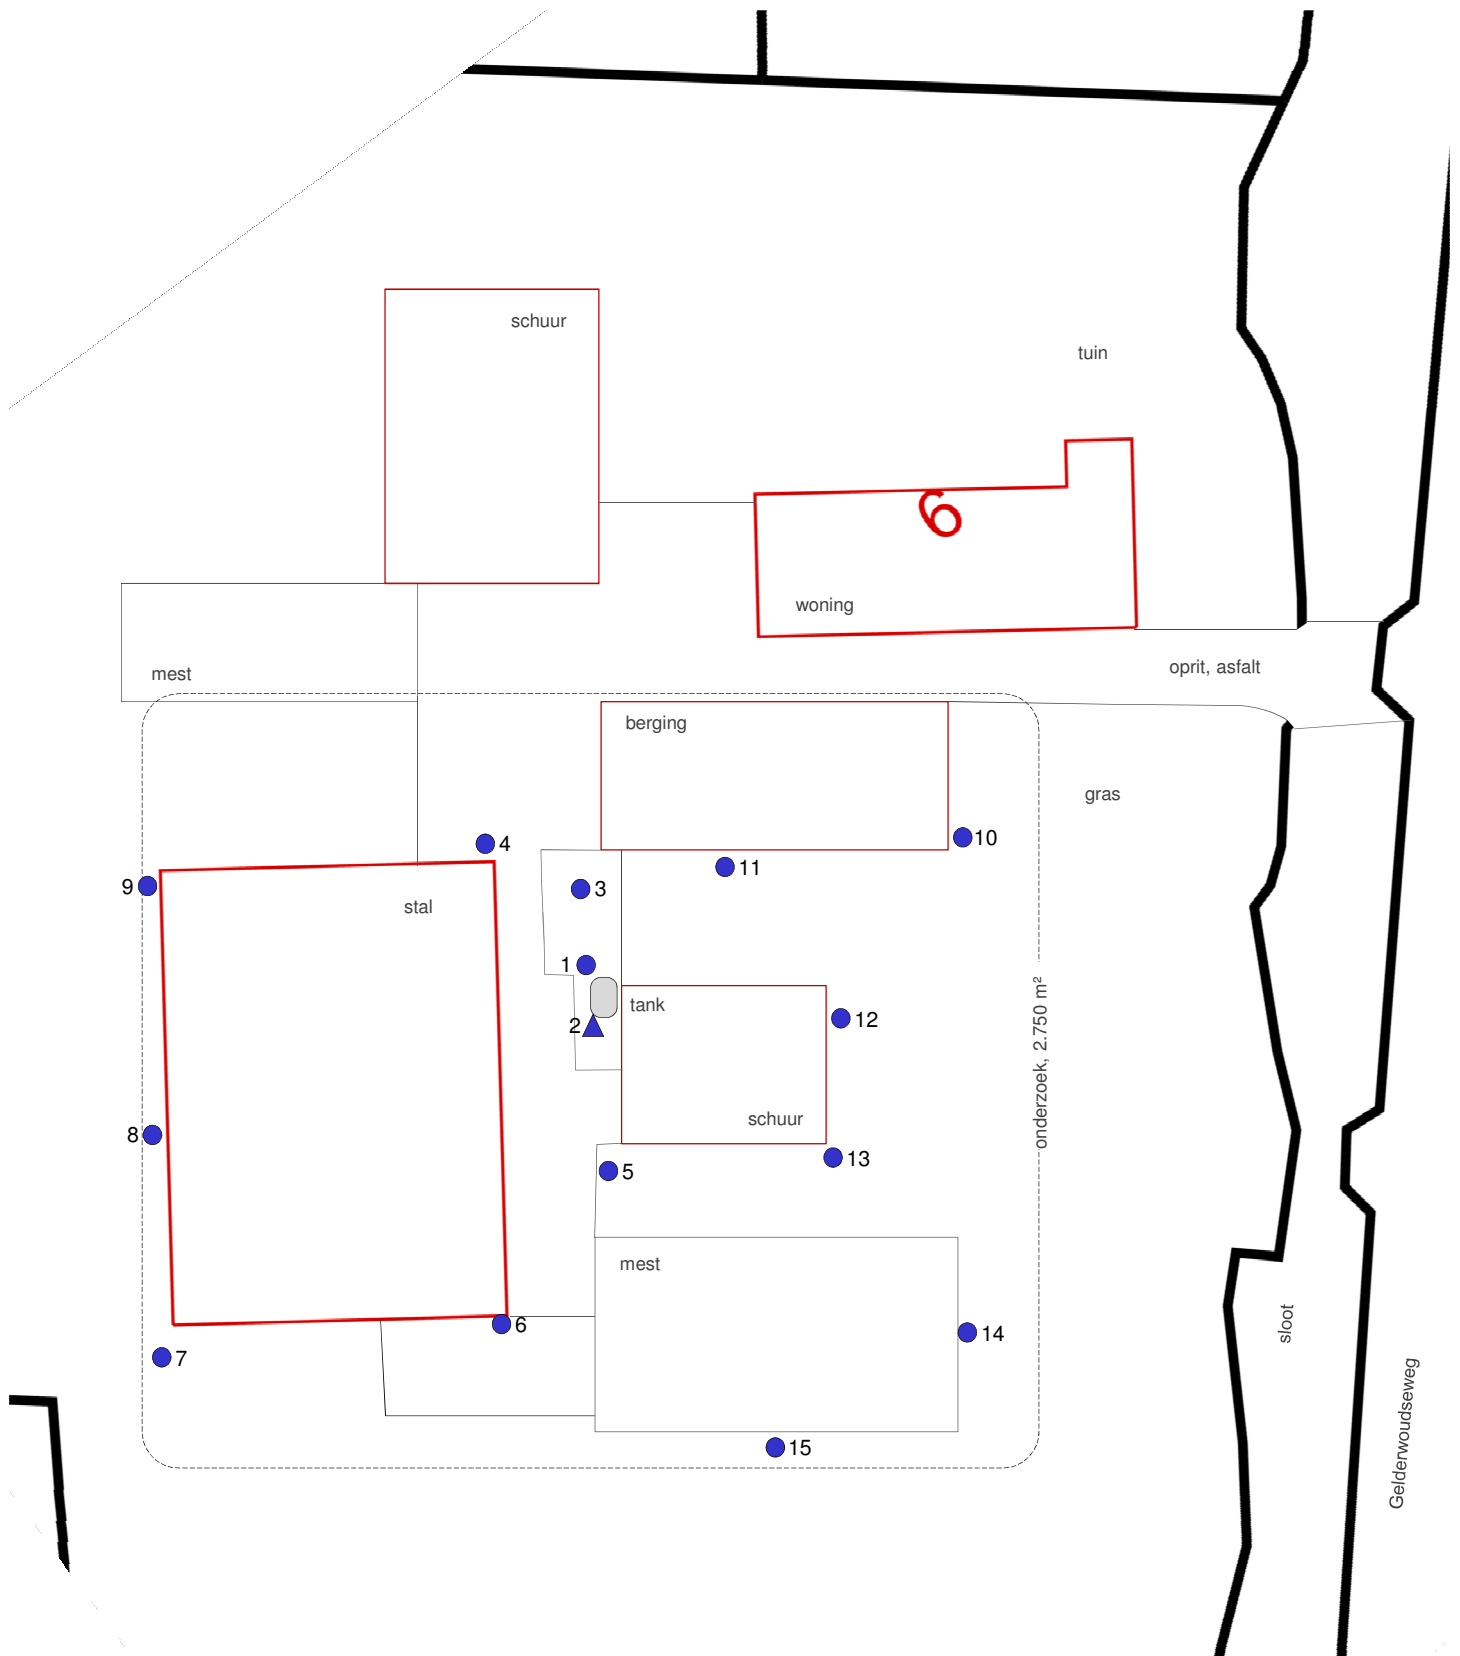 schuur
tuin
6
woning
mest
oprit, asfalt
berging
gras
4
10
11
9
3
stal
1
tank
2
12
onderzoek, 2.750 m²
schuur
8
13
5
mest
sloot
6
14
7
Gelderwoudseweg
15